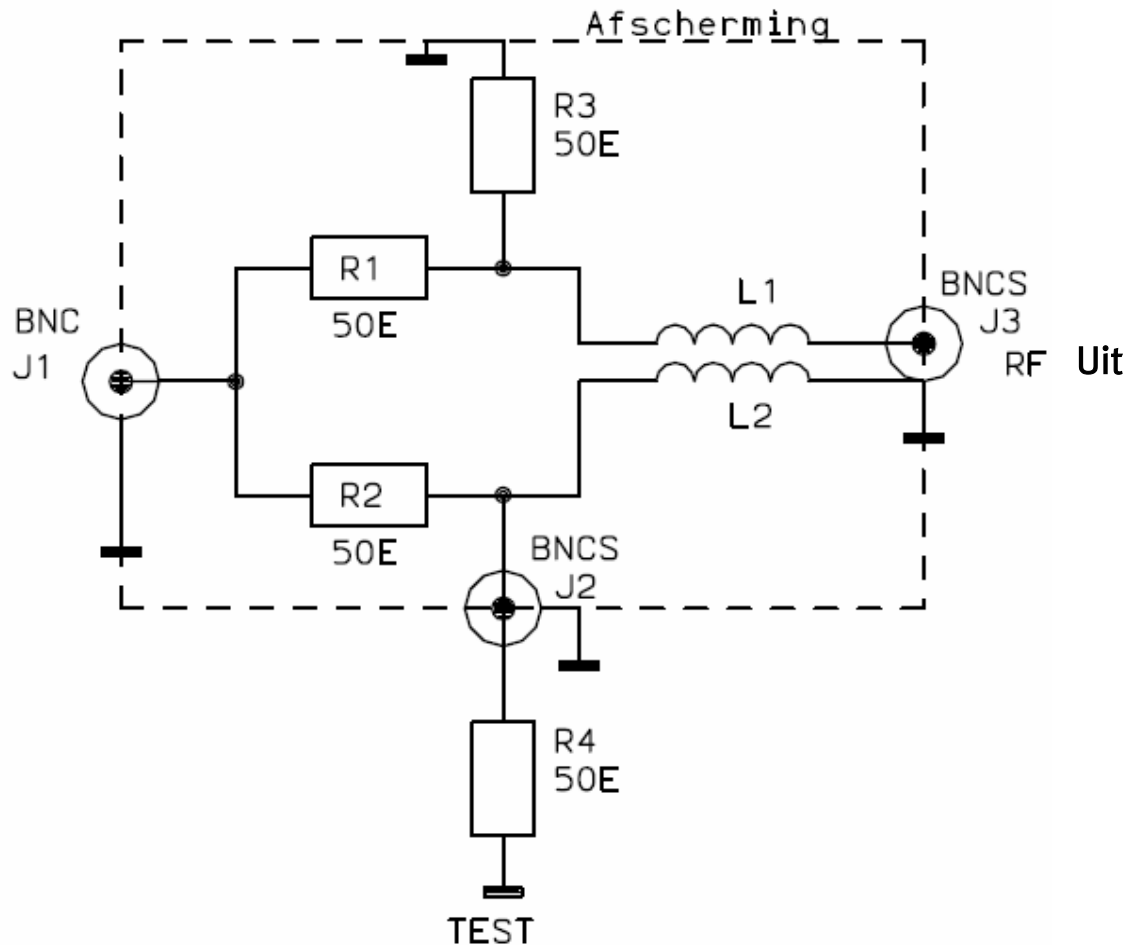 Afscherming
R3
50E
R1
50E
L1
BNCS
J3
BNC
J1
RF Uit
L2
R2
50E
BNCS
J2
R4
50E
TEST